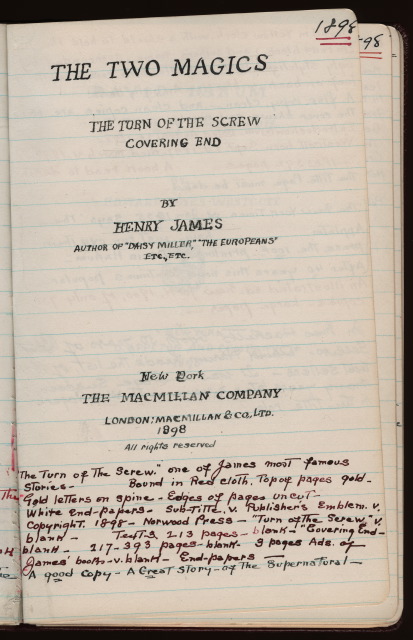 1898
-98
THE TWO MAGICS
THE TURN OF THE SCREW
COVERING END
BY
HENRY JAMES
AUTHOR OF "DAISY MILLER," "THE EUROPEANS"
ETC., ETC.
New York
THE MACMILLAN COMPANY
LONDON: MACMILLAN & CO., LTD.
1898
All rights reserved
"The Turn of The Screw." one of James most famous
Stories- Bound in Red Cloth. Top of pages gold-
Gold letters on spine - Edges of pages uncut-
White End-papers - Sub-Title. v. Publisher's Emblem. v.
Copyright. 1898 - Norwood Press - "Turn of The Screw" v.
blank - Text 3 213 pages - blank - "Covering End-
blank - 217-393 pages - blank. 3 pages Ads. of
James' books - v. blank - End-papers -
A good Copy - A Great Story - of The Supernatural -